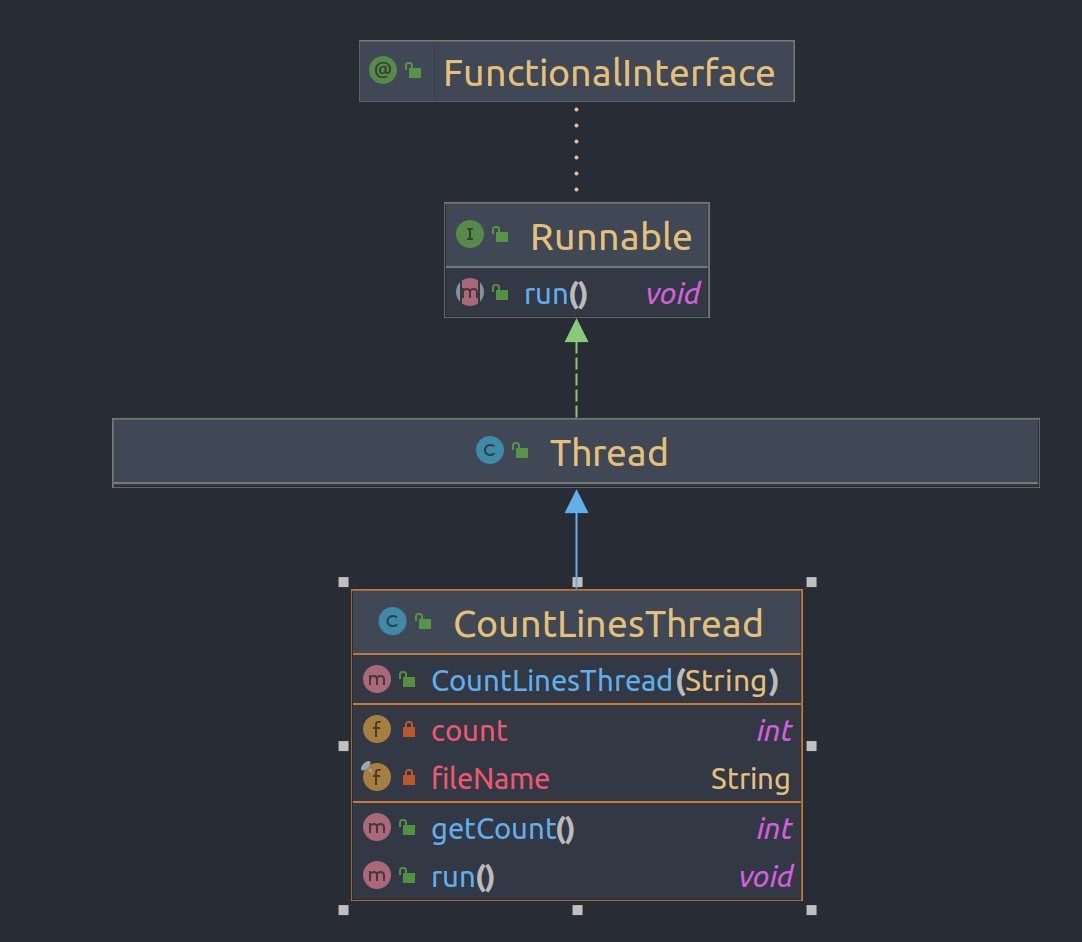 @ FunctionalInterface
I Runnable
m run() void
C Thread
C CountLinesThread
m CountLinesThread(String)
f count int
f fileName String
m getCount() int
m run() void